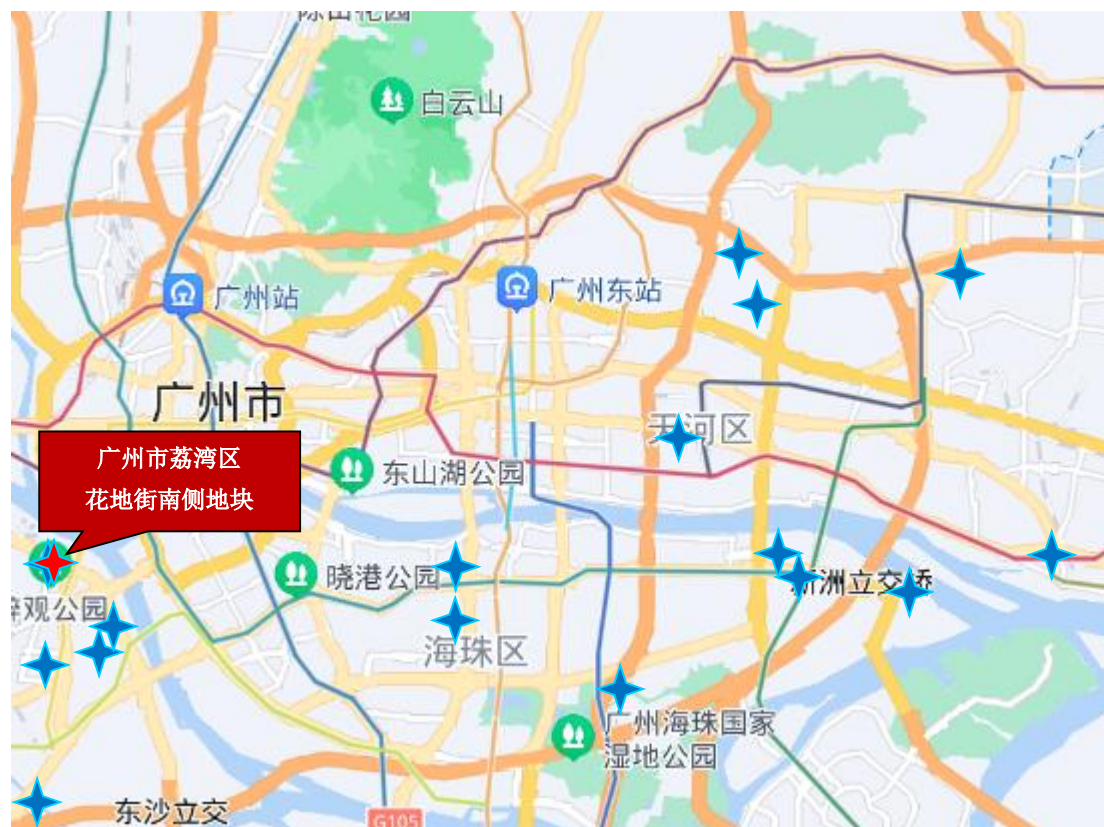 白云山
广州站
广州东站
广州市
天河区
广州市荔湾区
花地街南侧地块
东山湖公园
晓港公园
洲立交桥
观公园
海珠区
广州海珠国家
湿地公园
东沙立交
G105